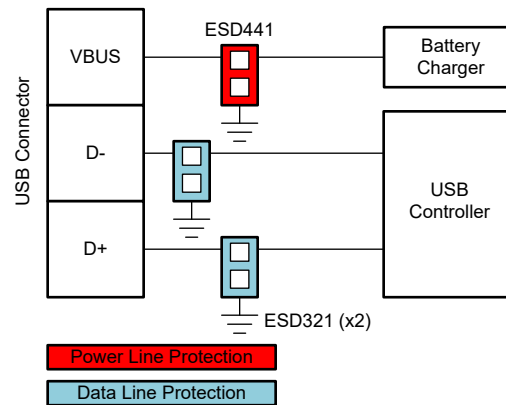 ESD441
USB Connector
VBUS
Battery
Charger
D-
USB
Controller
D+
ESD321 (x2)
Power Line Protection
Data Line Protection